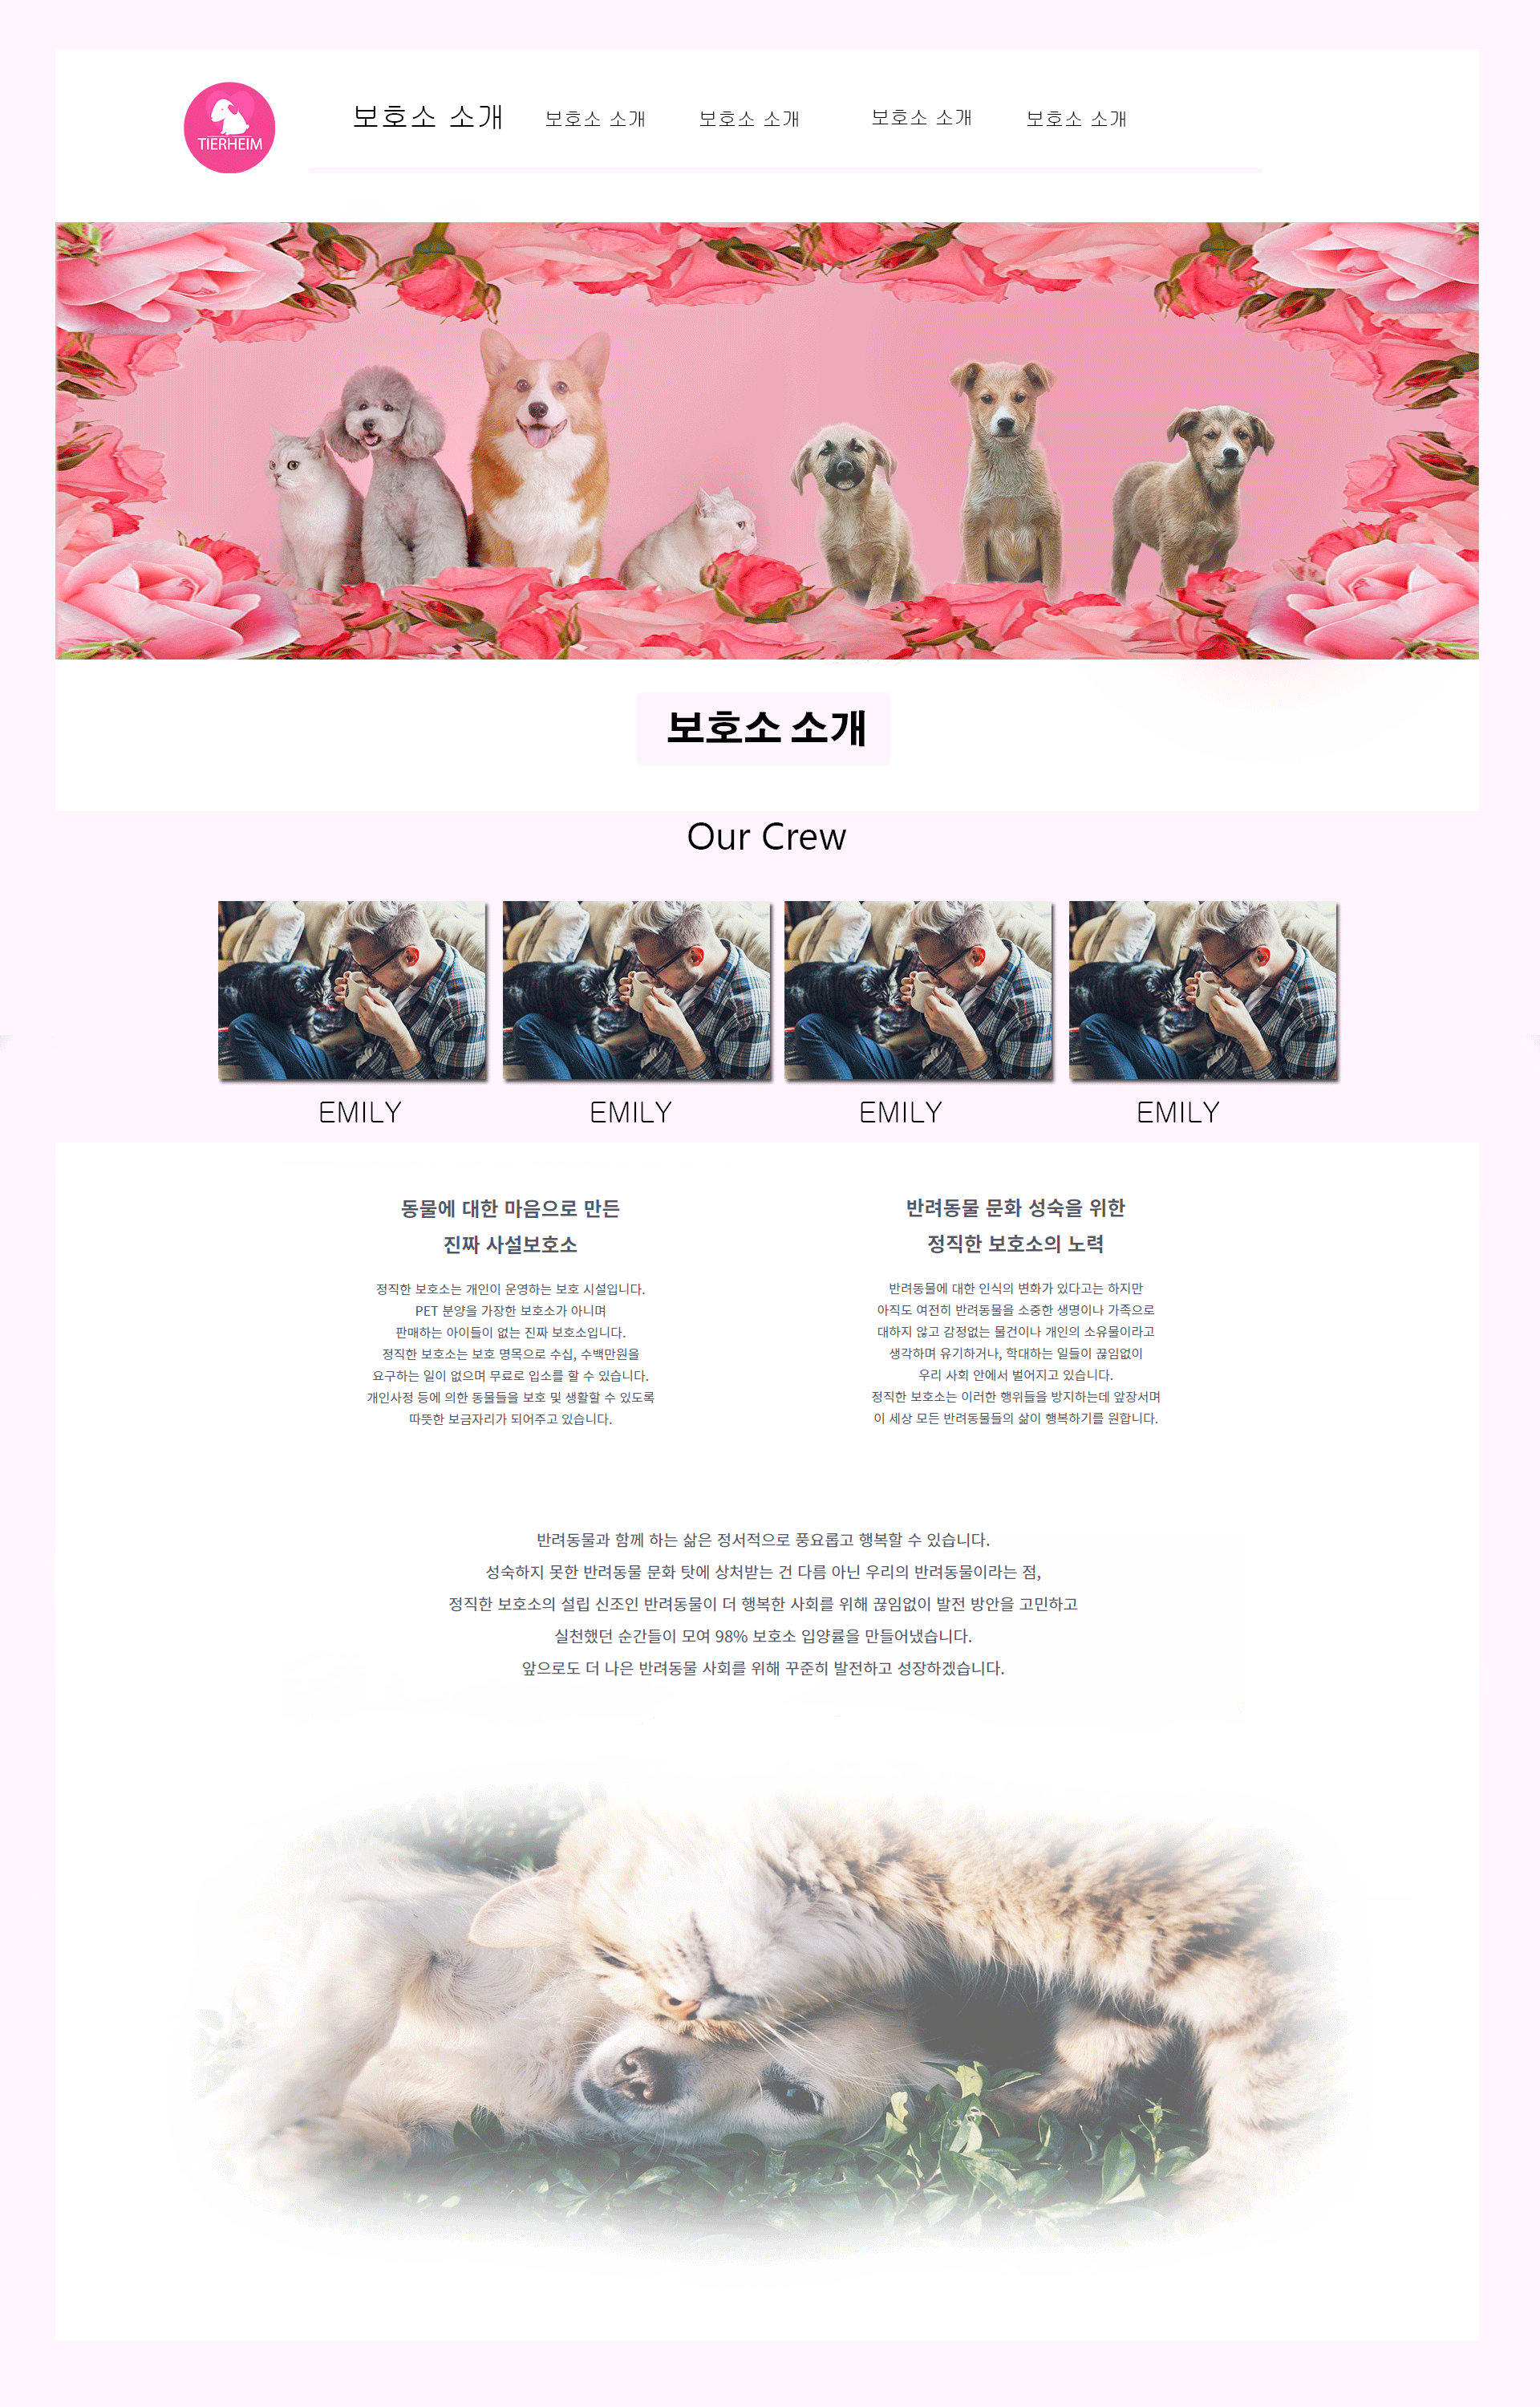 TIERHEIM
보호소 소개 보호소 소개 보호소 소개 보호소 소개 보호소 소개
보호소 소개
Our Crew
EMILY EMILY EMILY EMILY
동물에 대한 마음으로 만든
진짜 사설보호소
정직한 보호소는 개인이 운영하는 보호 시설입니다.
PET 분양을 가장한 보호소가 아니며
판매하는 아이들이 없는 진짜 보호소입니다.
정직한 보호소는 보호 명목으로 수십, 수백만원을
요구하는 일이 없으며 무료로 입소를 할 수 있습니다.
개인사정 등에 의한 동물들을 보호 및 생활할 수 있도록
따뜻한 보금자리가 되어주고 있습니다.
반려동물 문화 성숙을 위한
정직한 보호소의 노력
반려동물에 대한 인식의 변화가 있다고는 하지만
아직도 여전히 반려동물을 소중한 생명이나 가족으로
대하지 않고 감정없는 물건이나 개인의 소유물이라고
생각하며 유기하거나, 학대하는 일들이 끊임없이
우리 사회 안에서 벌어지고 있습니다.
정직한 보호소는 이러한 행위들을 방지하는데 앞장서며
이 세상 모든 반려동물들의 삶이 행복하기를 원합니다.
반려동물과 함께 하는 삶은 정서적으로 풍요롭고 행복할 수 있습니다.
성숙하지 못한 반려동물 문화 탓에 상처받는 건 다름 아닌 우리의 반려동물이라는 점,
정직한 보호소의 설립 신조인 반려동물이 더 행복한 사회를 위해 끊임없이 발전 방안을 고민하고
실천했던 순간들이 모여 98% 보호소 입양률을 만들어냈습니다.
앞으로도 더 나은 반려동물 사회를 위해 꾸준히 발전하고 성장하겠습니다.